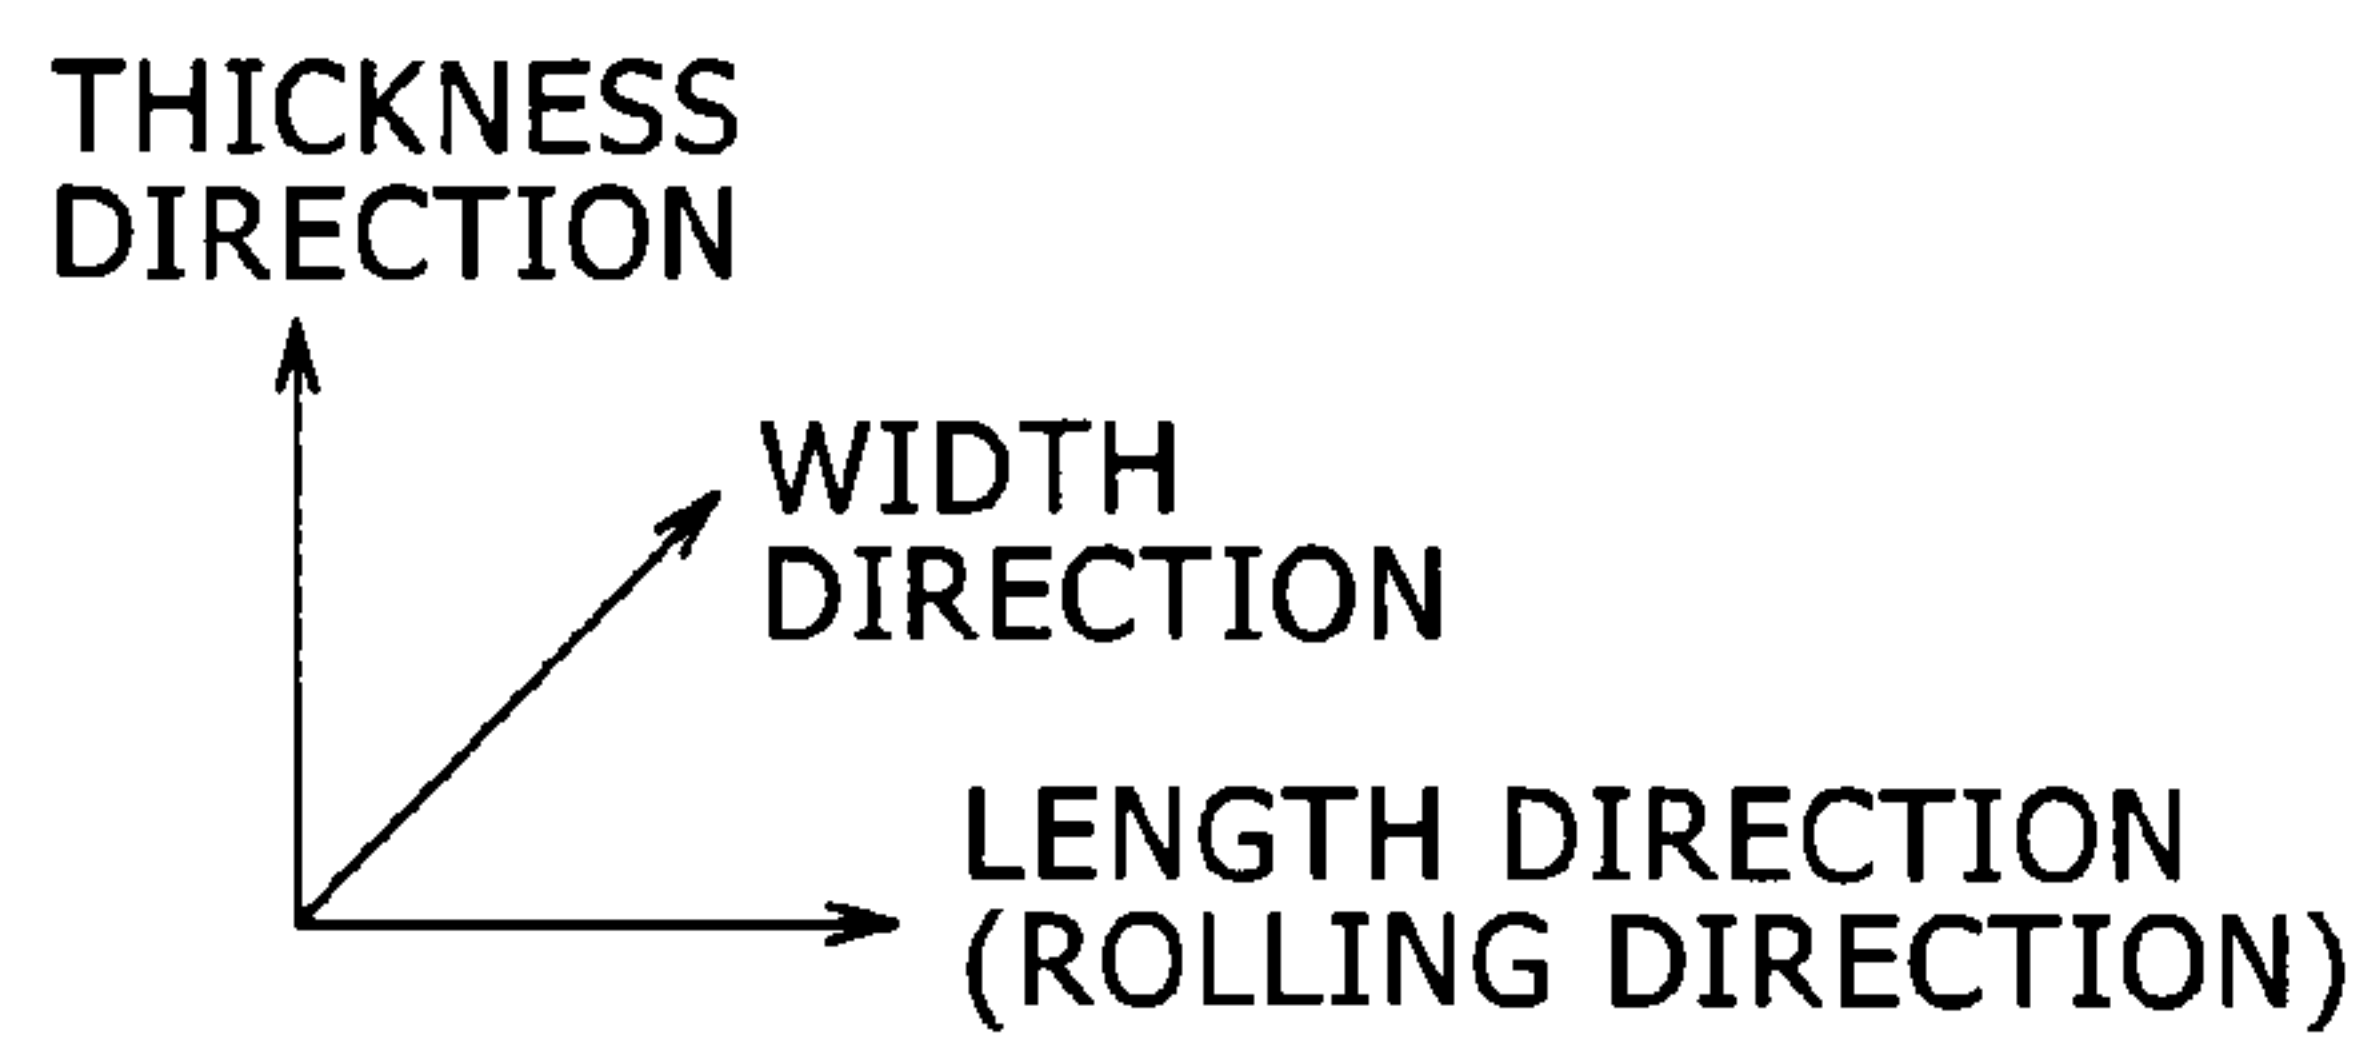 THICKNESS
DIRECTION
WIDTH
DIRECTION
LENGTH DIRECTION
(ROLLING DIRECTION)